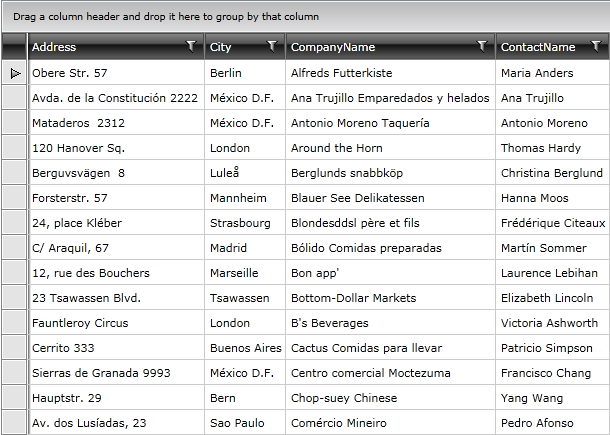 Drag a column header and drop it here to group by that column
Address City CompanyName ContactName
Obere Str. 57 Berlin Alfreds Futterkiste Maria Anders
Avda. de la Constitución 2222 México D.F. Ana Trujillo Emparedados y helados Ana Trujillo
Mataderos  2312 México D.F. Antonio Moreno Taquería Antonio Moreno
120 Hanover Sq. London Around the Horn Thomas Hardy
Berguvsvägen  8 Luleå Berglunds snabbköp Christina Berglund
Forsterstr. 57 Mannheim Blauer See Delikatessen Hanna Moos
24, place Kléber Strasbourg Blondesddsl père et fils Frédérique Citeaux
C/ Araquil, 67 Madrid Bólido Comidas preparadas Martín Sommer
12, rue des Bouchers Marseille Bon app' Laurence Lebihan
23 Tsawassen Blvd. Tsawassen Bottom-Dollar Markets Elizabeth Lincoln
Fauntleroy Circus London B's Beverages Victoria Ashworth
Cerrito 333 Buenos Aires Cactus Comidas para llevar Patricio Simpson
Sierras de Granada 9993 México D.F. Centro comercial Moctezuma Francisco Chang
Hauptstr. 29 Bern Chop-suey Chinese Yang Wang
Av. dos Lusíadas, 23 Sao Paulo Comércio Mineiro Pedro Afonso